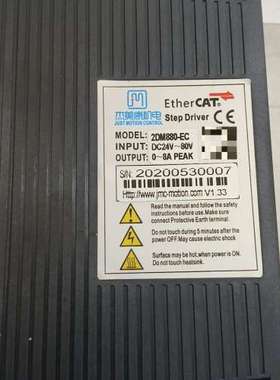 杰美康机电
JUST MOTION CONTROL
EtherCAT
Step Driver CE
MODEL: 2DM880-EC
INPUT: DC24V~80V
OUTPUT: 0~8A PEAK
S/N: 20200530007
Http://www.jmc-motion.com V1.33
Read the manual and follow the safety instructions before use. Make sure connect Protective Earth terminal.
Do not touch during 5 minutes after the power OFF. May cause electric shock
Surface may be hot, when power is ON. Do not touch heatsink.